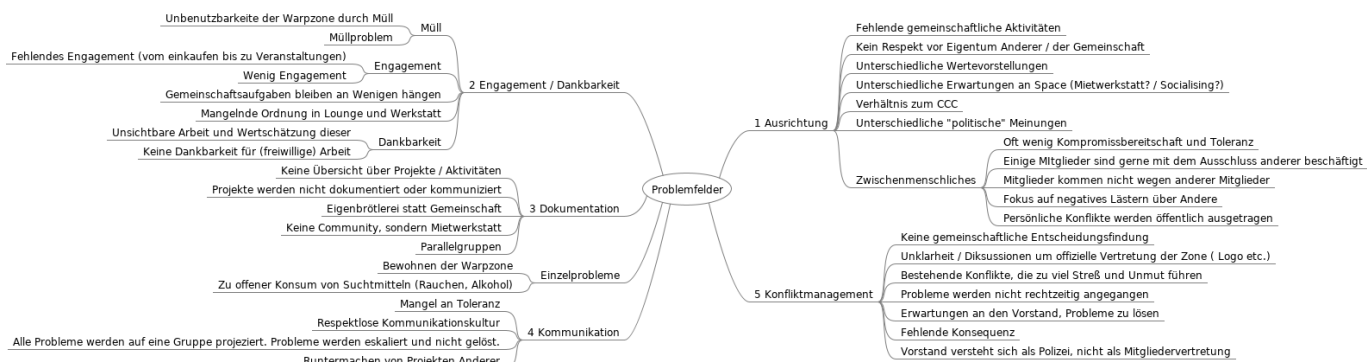 Problemfelder
1 Ausrichtung
Fehlende gemeinschaftliche Aktivitäten
Kein Respekt vor Eigentum Anderer / der Gemeinschaft
Unterschiedliche Wertevorstellungen
Unterschiedliche Erwartungen an Space (Mietwerkstatt? / Socialising?)
Verhältnis zum CCC
Unterschiedliche "politische" Meinungen
Zwischenmenschliches
Oft wenig Kompromissbereitschaft und Toleranz
Einige MItglieder sind gerne mit dem Ausschluss anderer beschäftigt
Mitglieder kommen nicht wegen anderer Mitglieder
Fokus auf negatives Lästern über Andere
Persönliche Konflikte werden öffentlich ausgetragen
2 Engagement / Dankbarkeit
Müll
Unbenutzbarkeite der Warpzone durch Müll
Müllproblem
Engagement
Fehlendes Engagement (vom einkaufen bis zu Veranstaltungen)
Wenig Engagement
Gemeinschaftsaufgaben bleiben an Wenigen hängen
Mangelnde Ordnung in Lounge und Werkstatt
Dankbarkeit
Unsichtbare Arbeit und Wertschätzung dieser
Keine Dankbarkeit für (freiwillige) Arbeit
3 Dokumentation
Keine Übersicht über Projekte / Aktivitäten
Projekte werden nicht dokumentiert oder kommuniziert
Eigenbrötlerei statt Gemeinschaft
Keine Community, sondern Mietwerkstatt
Parallelgruppen
Einzelprobleme
Bewohnen der Warpzone
Zu offener Konsum von Suchtmitteln (Rauchen, Alkohol)
4 Kommunikation
Mangel an Toleranz
Respektlose Kommunikationskultur
Alle Probleme werden auf eine Gruppe projeziert. Probleme werden eskaliert und nicht gelöst.
Runtermachen von Projekten Anderer
5 Konfliktmanagement
Keine gemeinschaftliche Entscheidungsfindung
Unklarheit / Diksussionen um offizielle Vertretung der Zone ( Logo etc.)
Bestehende Konflikte, die zu viel Streß und Unmut führen
Probleme werden nicht rechtzeitig angegangen
Erwartungen an den Vorstand, Probleme zu lösen
Fehlende Konsequenz
Vorstand versteht sich als Polizei, nicht als Mitgliedervertretung